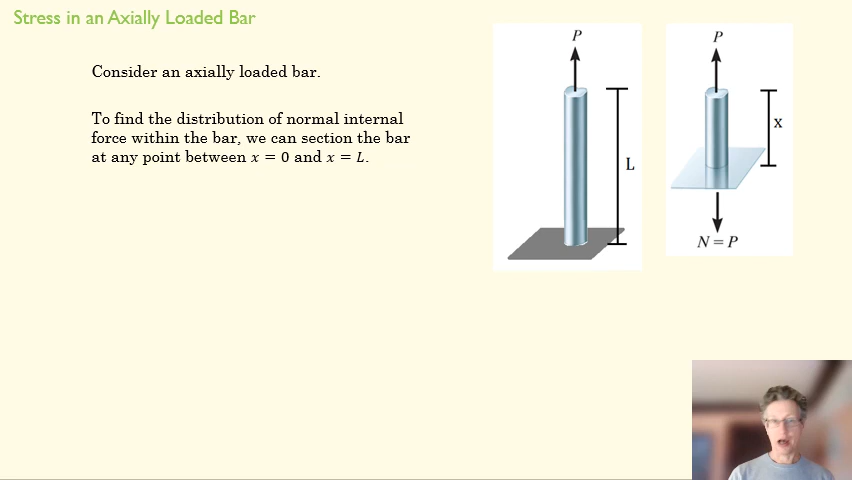 Stress in an Axially Loaded Bar
Consider an axially loaded bar.
To find the distribution of normal internal
force within the bar, we can section the bar
at any point between x = 0 and x = L.
P
L
P
x
N = P